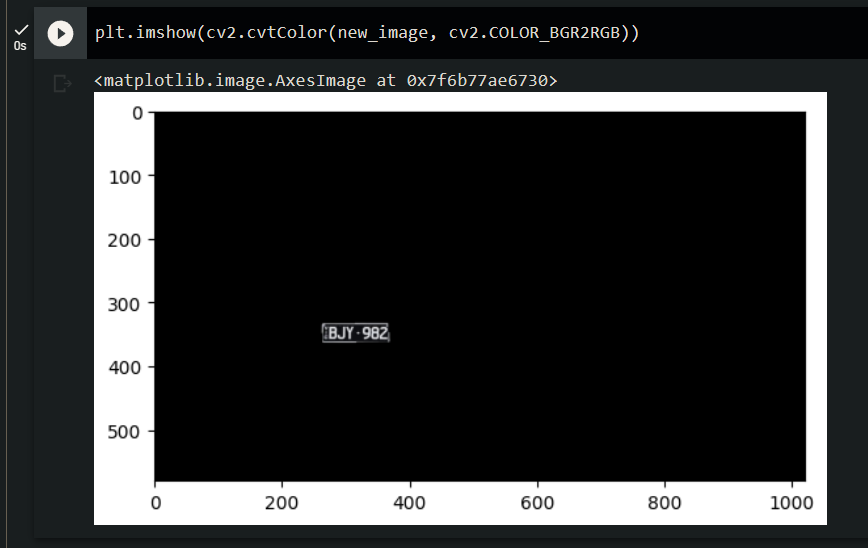 plt.imshow(cv2.cvtColor(new_image, cv2.COLOR_BGR2RGB))
0s
<matplotlib.image.AxesImage at 0x7f6b77ae6730>
0
100
200
300
BJY·982
400
500
0 200 400 600 800 1000